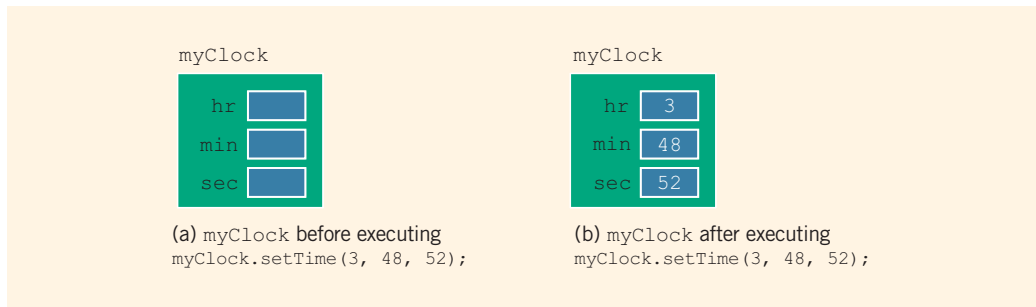 myClock
hr
min
sec
(a) myClock before executing
myClock.setTime(3, 48, 52);
myClock
hr 3
min 48
sec 52
(b) myClock after executing
myClock.setTime(3, 48, 52);